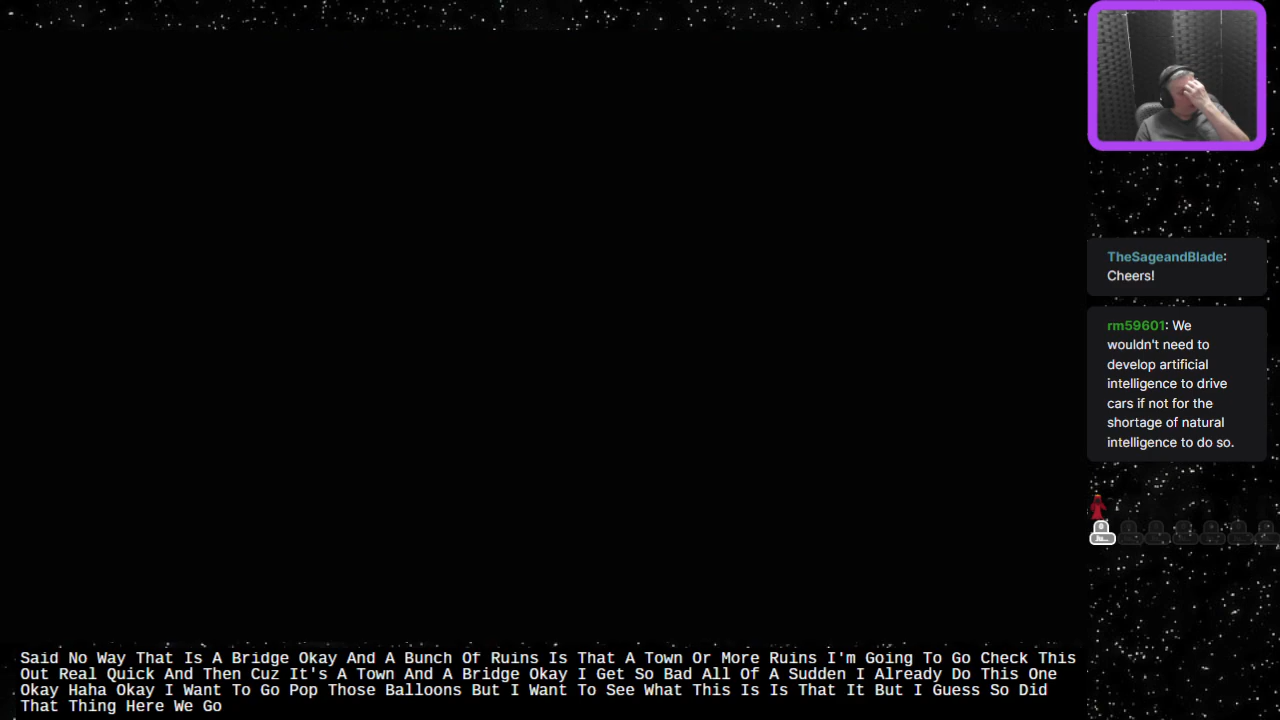 TheSageandBlade:
Cheers!
rm59601: We
wouldn't need to
develop artificial
intelligence to drive
cars if not for the
shortage of natural
intelligence to do so.
Said No Way That Is A Bridge Okay And A Bunch Of Ruins Is That A Town Or More Ruins I'm Going To Go Check This
Out Real Quick And Then Cuz It's A Town And A Bridge Okay I Get So Bad All Of A Sudden I Already Do This One
Okay Haha Okay I Want To Go Pop Those Balloons But I Want To See What This Is Is That It But I Guess So Did
That Thing Here We Go